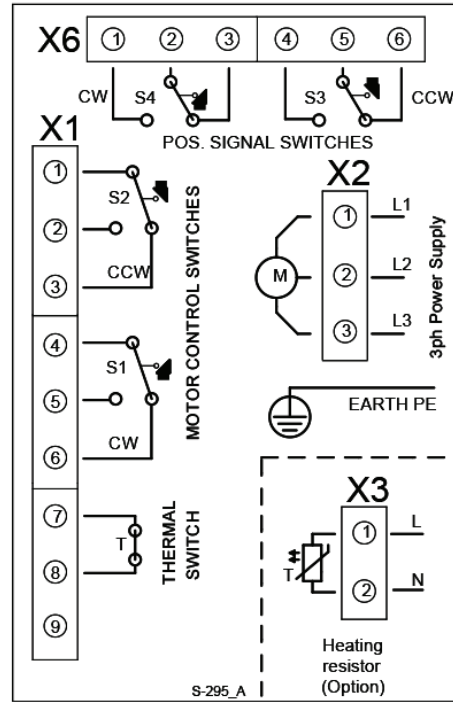 X6 1 2 3 4 5 6
CW S4 S3 CCW
POS. SIGNAL SWITCHES
X1
1
S2
2
CCW
3
4
S1
5
CW
6
MOTOR CONTROL SWITCHES
7
T
8
9
THERMAL
SWITCH
X2
1 L1
M 2 L2
3 L3
3ph Power Supply
EARTH PE
X3
1 L
T
2 N
Heating
resistor
(Option)
S-295_A